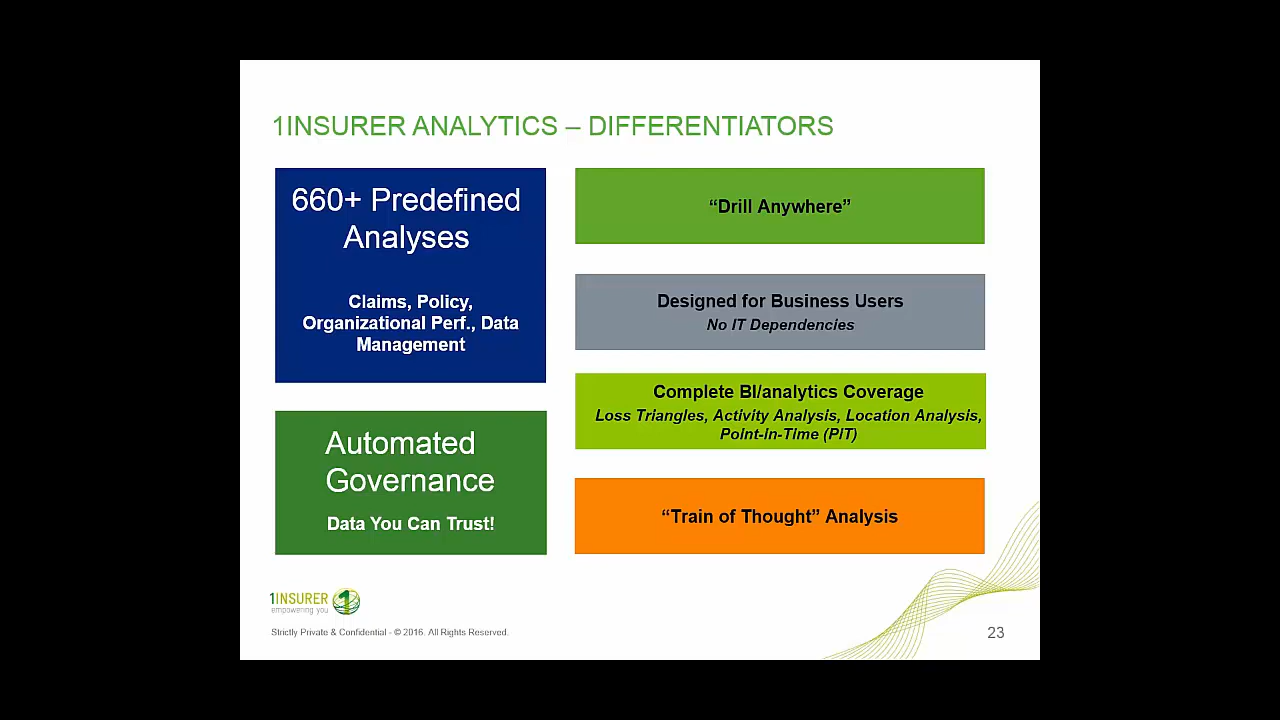 1INSURER ANALYTICS – DIFFERENTIATORS
660+ Predefined
Analyses
Claims, Policy,
Organizational Perf., Data
Management
Automated
Governance
Data You Can Trust!
“Drill Anywhere”
Designed for Business Users
No IT Dependencies
Complete BI/analytics Coverage
Loss Triangles, Activity Analysis, Location Analysis,
Point-in-Time (PIT)
“Train of Thought” Analysis
1INSURER
empowering you
1
Strictly Private & Confidential - © 2016. All Rights Reserved.
23